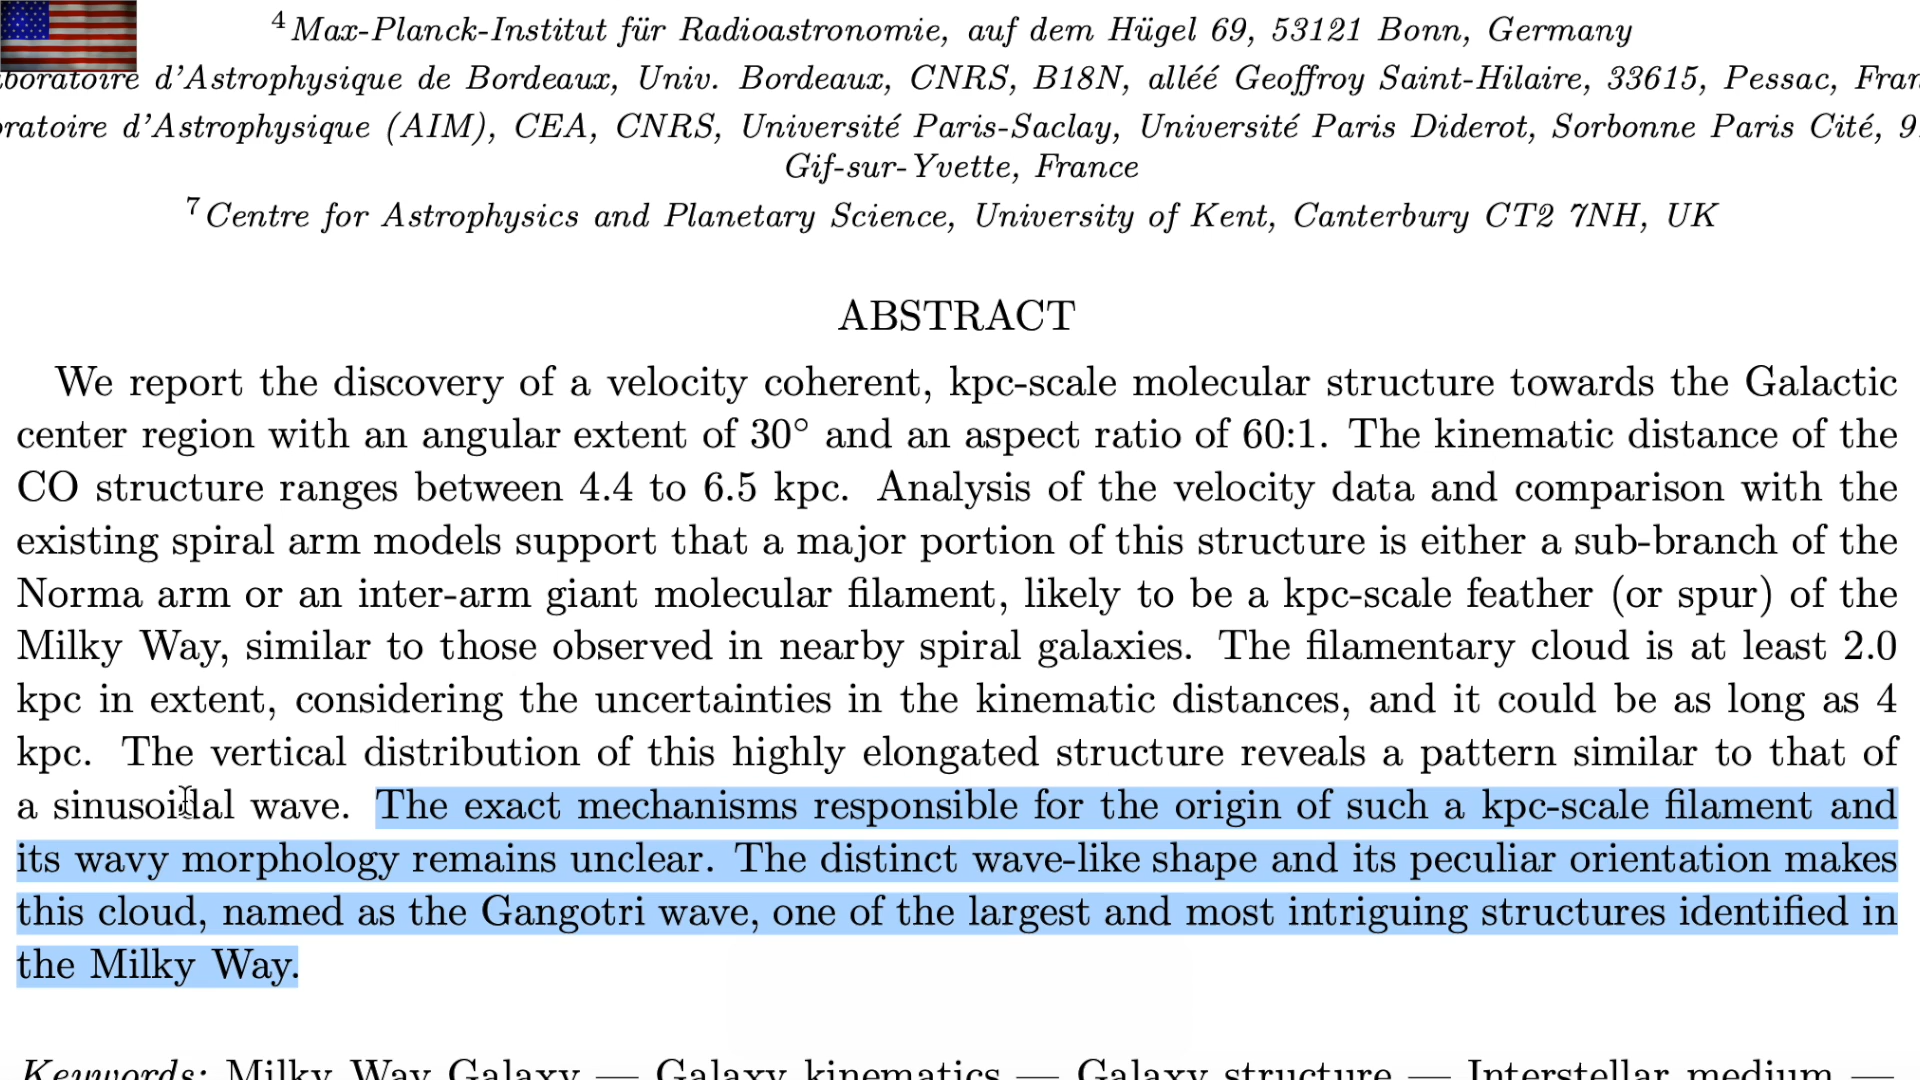 4 Max-Planck-Institut für Radioastronomie, auf dem Hügel 69, 53121 Bonn, Germany
d'Astrophysique de Bordeaux, Univ. Bordeaux, CNRS, B18N, alléé Geoffroy Saint-Hilaire, 33615, Pessac,
d'Astrophysique (AIM), CEA, CNRS, Université Paris-Saclay, Université Paris Diderot, Sorbonne Paris Cité,
Gif-sur-Yvette, France
7 Centre for Astrophysics and Planetary Science, University of Kent, Canterbury CT2 7NH, UK
ABSTRACT
We report the discovery of a velocity coherent, kpc-scale molecular structure towards the Galactic
center region with an angular extent of 30° and an aspect ratio of 60:1. The kinematic distance of the
CO structure ranges between 4.4 to 6.5 kpc. Analysis of the velocity data and comparison with the
existing spiral arm models support that a major portion of this structure is either a sub-branch of the
Norma arm or an inter-arm giant molecular filament, likely to be a kpc-scale feather (or spur) of the
Milky Way, similar to those observed in nearby spiral galaxies. The filamentary cloud is at least 2.0
kpc in extent, considering the uncertainties in the kinematic distances, and it could be as long as 4
kpc. The vertical distribution of this highly elongated structure reveals a pattern similar to that of
a sinusoidal wave. The exact mechanisms responsible for the origin of such a kpc-scale filament and
its wavy morphology remains unclear. The distinct wave-like shape and its peculiar orientation makes
this cloud, named as the Gangotri wave, one of the largest and most intriguing structures identified in
the Milky Way.
Keywords: Milky Way Galaxy — Galaxy kinematics — Galaxy structure — Interstellar medium —